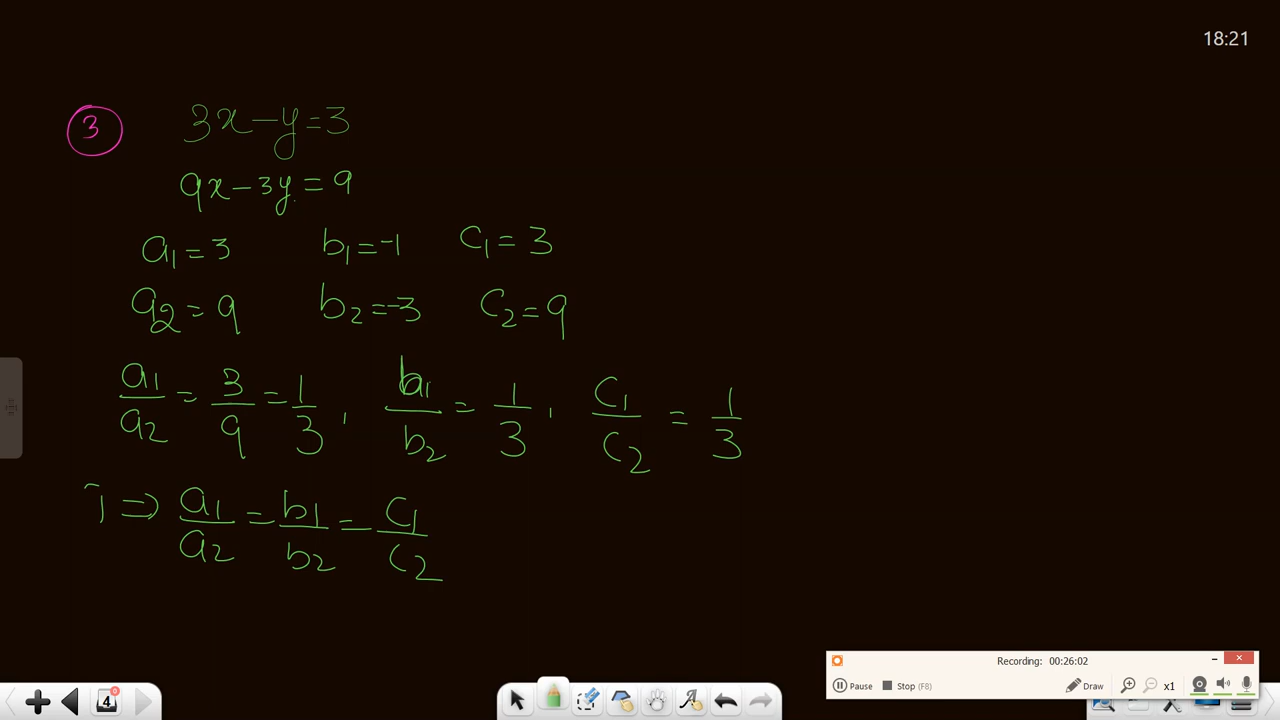 18:21
3 3x-y=3
9x-3y=9
a1=3 b1=-1 c1=3
a2=9 b2=-3 c2=9
a1/a2 = 3/9 = 1/3, b1/b2 = 1/3, c1/c2 = 1/3
⇒ a1/a2 = b1/b2 = c1/c2
Recording: 00:26:02
Pause Stop (F8) Draw x1
4 0